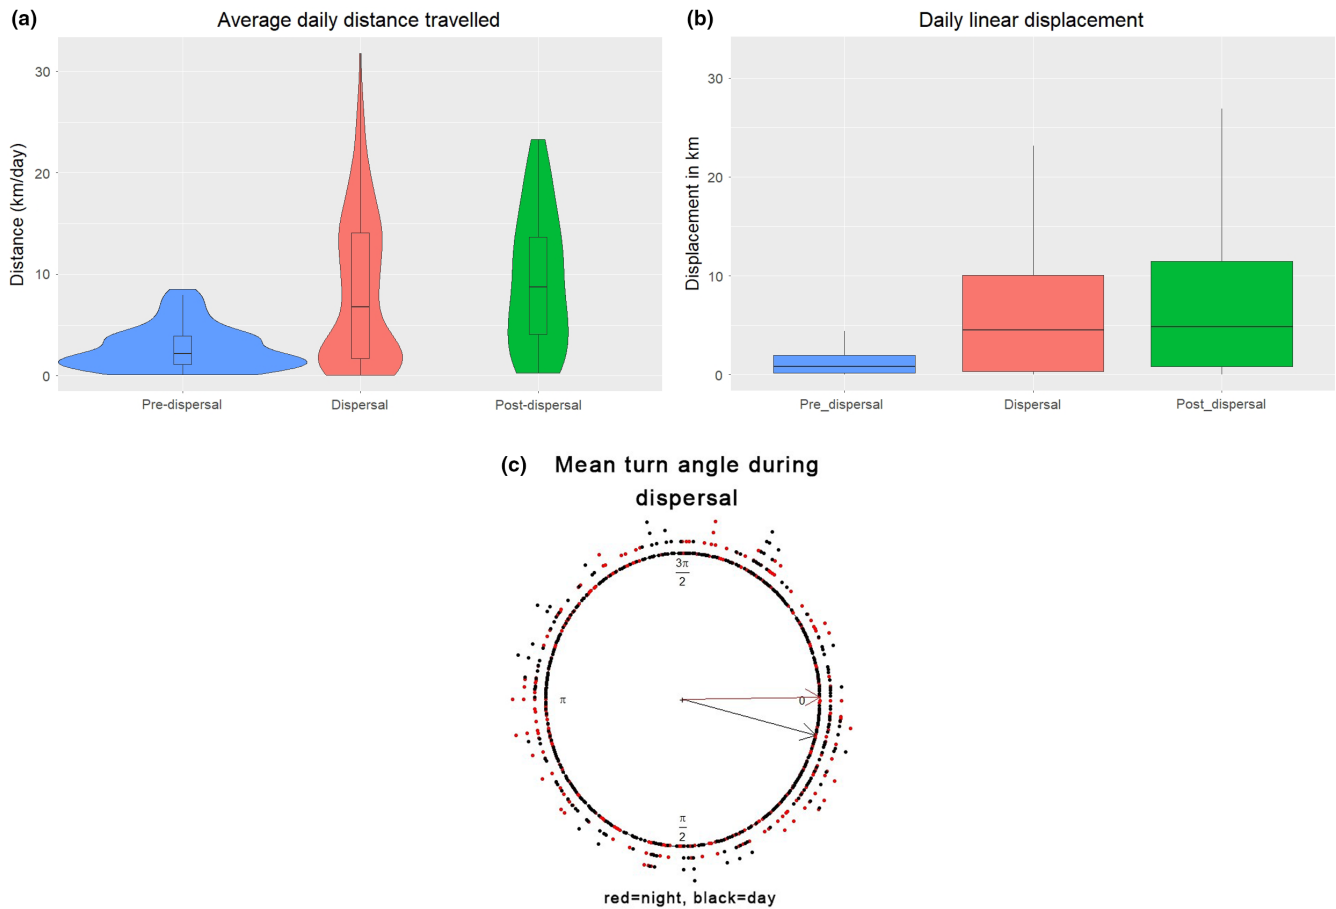 (a) Average daily distance travelled
Distance (km/day)
30
20
10
0
Pre-dispersal Dispersal Post-dispersal
(b) Daily linear displacement
Displacement in km
30
20
10
0
Pre_dispersal Dispersal Post_dispersal
(c) Mean turn angle during
dispersal
3π
2
π
0
π
2
red=night, black=day